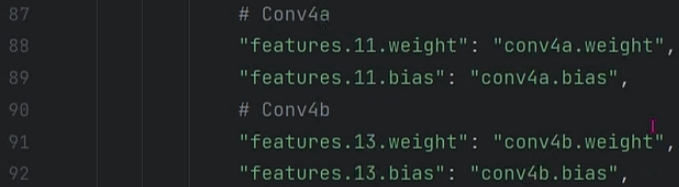 87 # Conv4a
88 "features.11.weight": "conv4a.weight",
89 "features.11.bias": "conv4a.bias",
90 # Conv4b
91 "features.13.weight": "conv4b.weight",
92 "features.13.bias": "conv4b.bias",